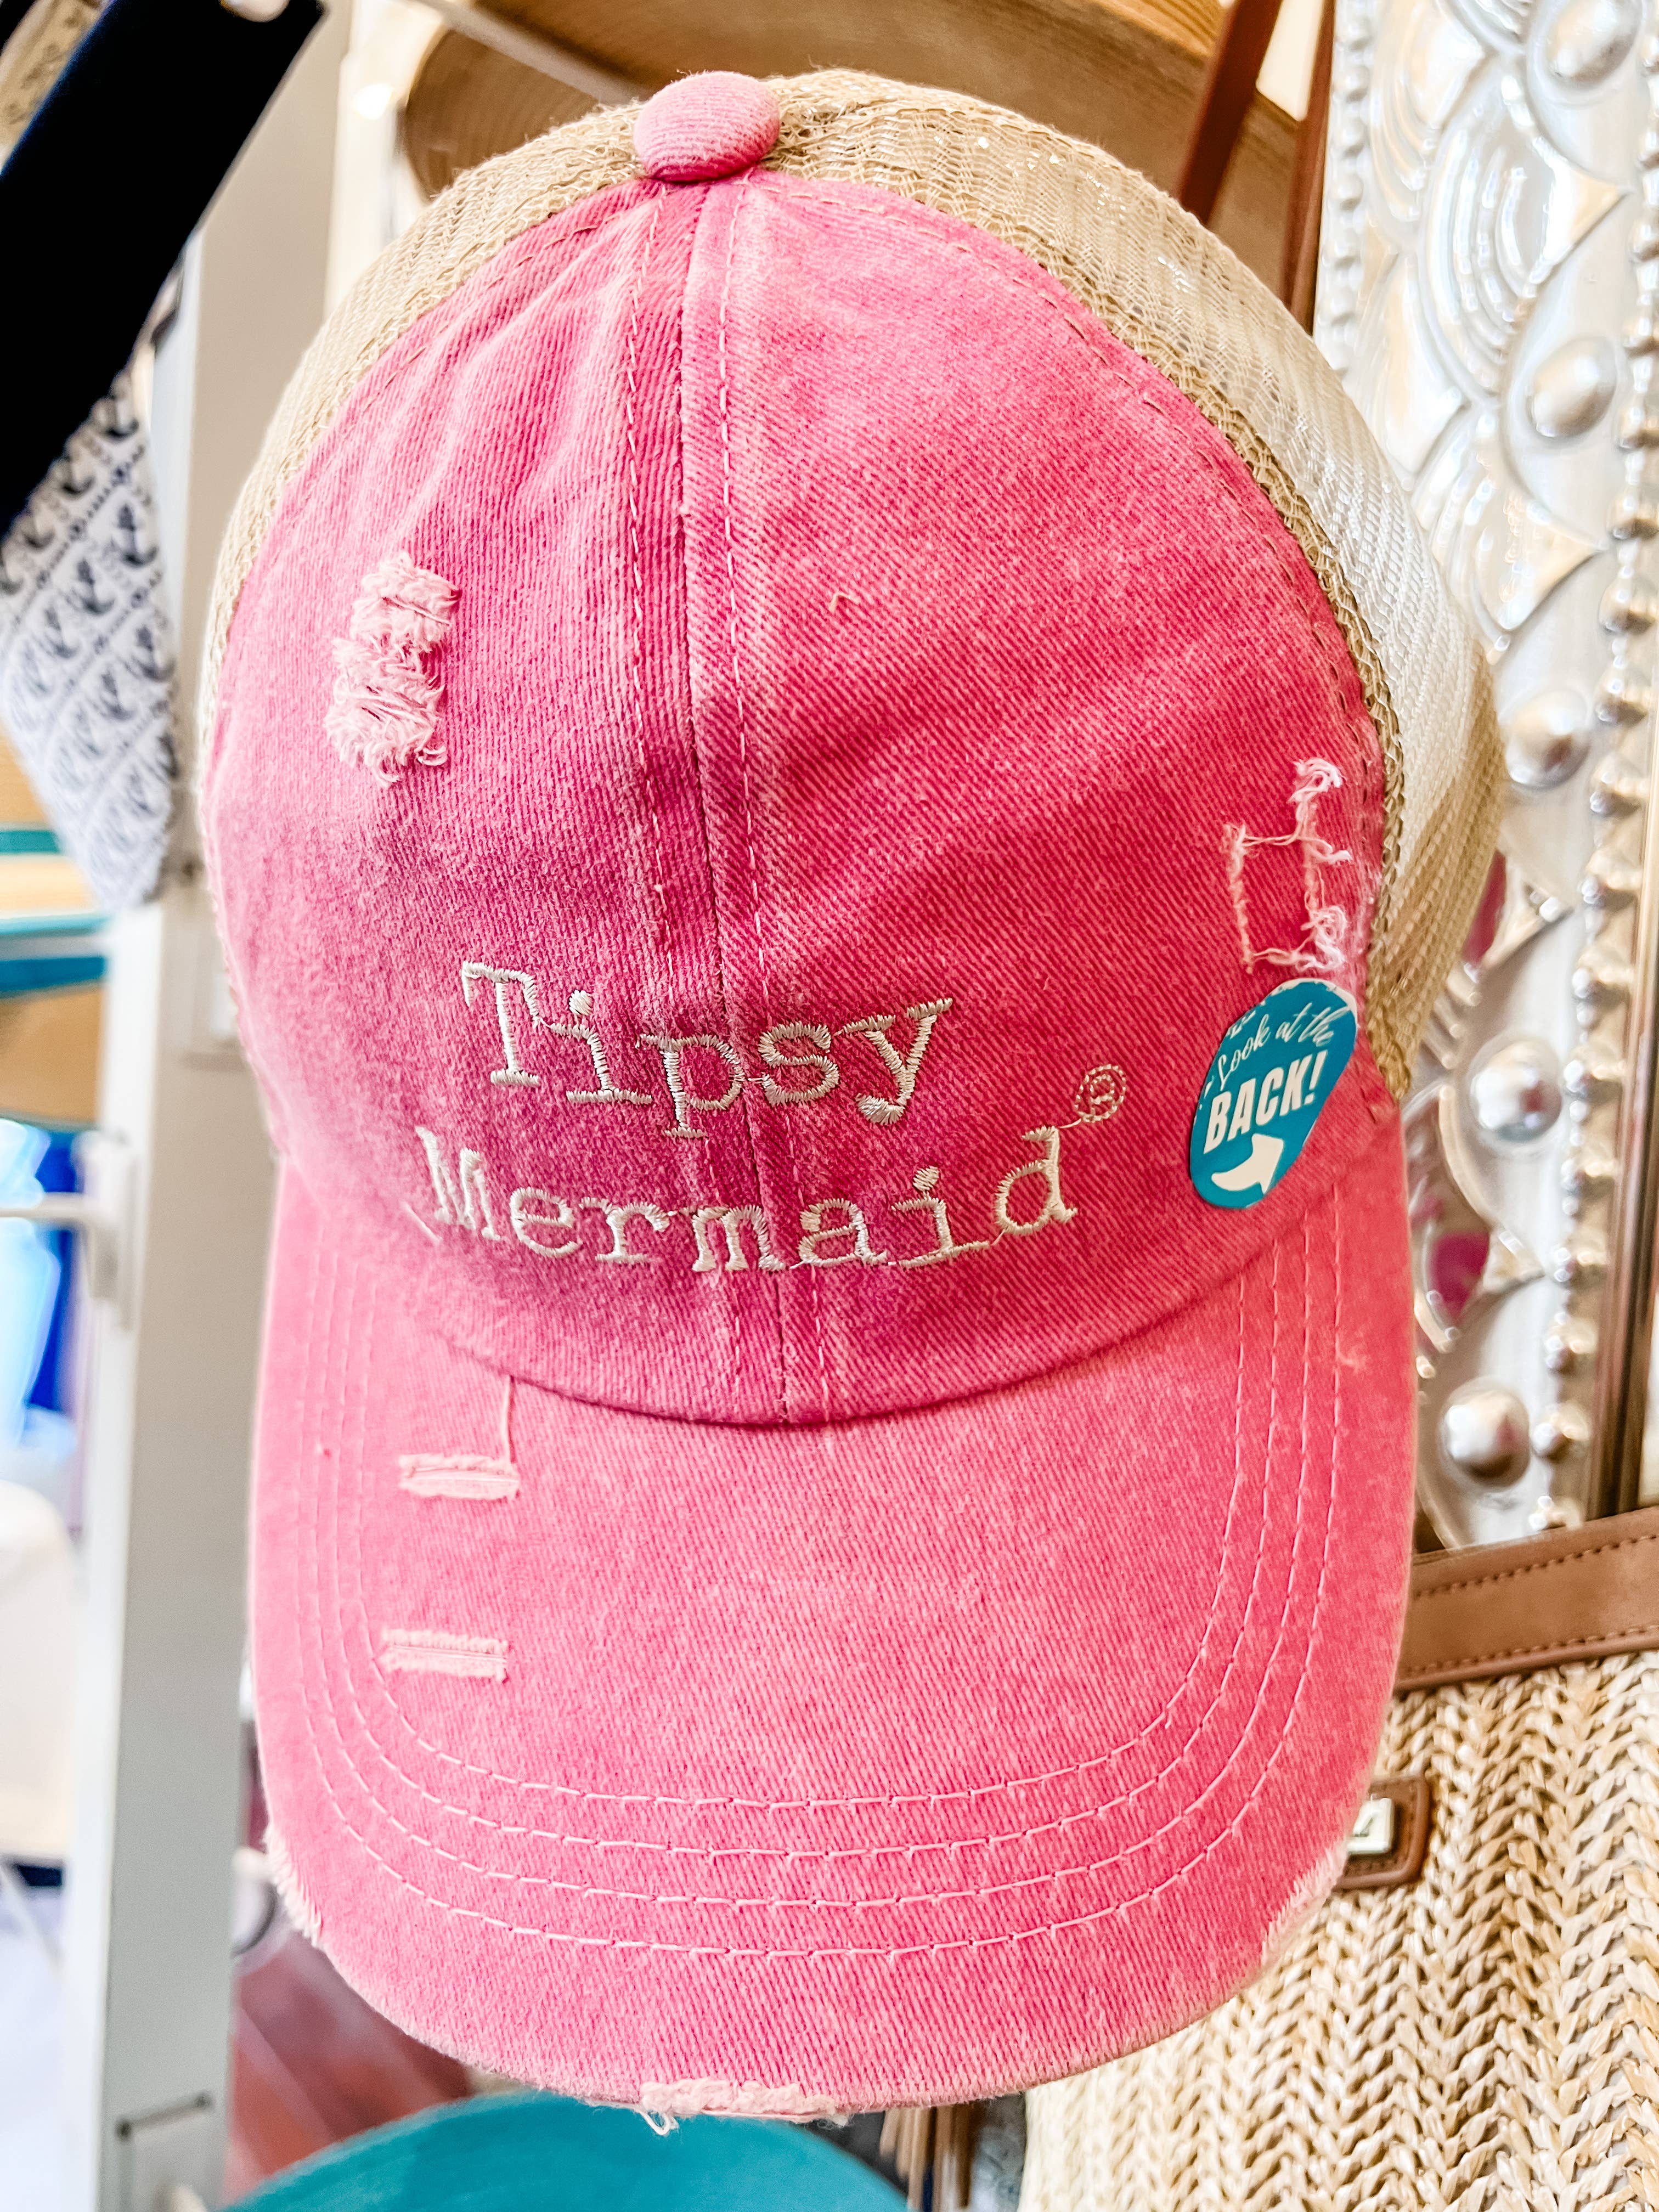 Tipsy
Mermaid®
Look at the
BACK!